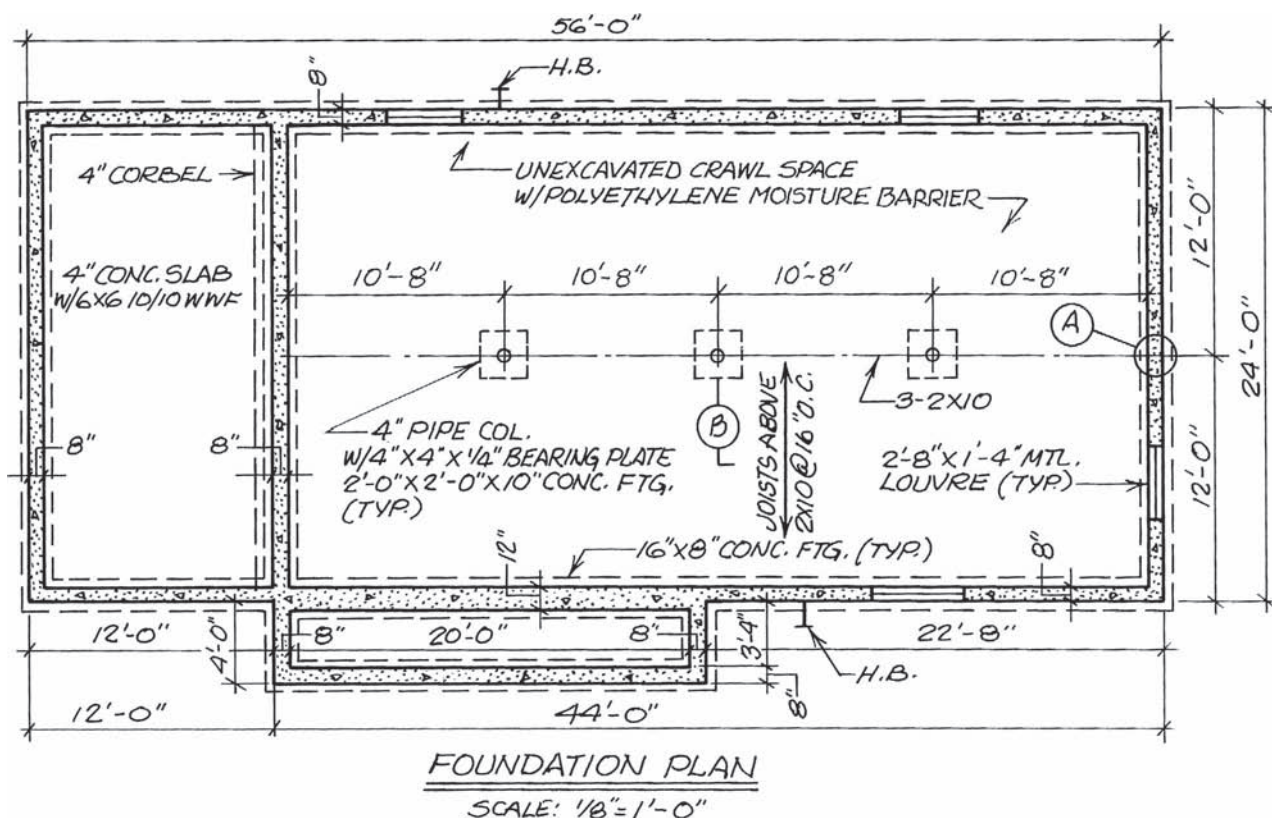 56'-0"
8"
H.B.
4" CORBEL
UNEXCAVATED CRAWL SPACE
W/POLYETHYLENE MOISTURE BARRIER
12'-0"
4" CONC. SLAB
W/6X6 10/10 WWF
10'-8"
10'-8"
10'-8"
10'-8"
A
24'-0"
3-2X10
8"
8"
4" PIPE COL.
W/4"X4"X1/4" BEARING PLATE
2'-0"X2'-0"X10" CONC. FTG.
(TYP.)
B
JOISTS ABOVE
2X10@16" O.C.
2'-8"X1'-4" MTL.
LOUVRE (TYP.)
12'-0"
12"
16"X8" CONC. FTG. (TYP.)
8"
12'-0"
4'-0"
8"
20'-0"
8"
3'-4"
22'-8"
H.B.
8"
12'-0"
44'-0"
FOUNDATION PLAN
SCALE: 1/8"=1'-0"